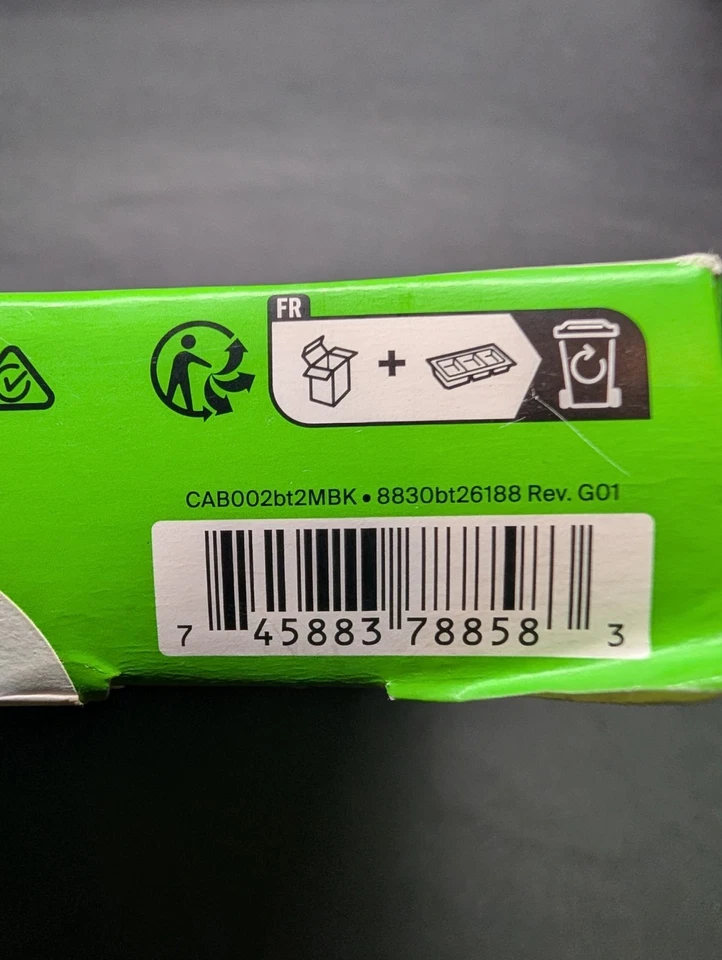 FR
CAB002bt2MBK • 8830bt26188 Rev. G01
7 45883 78858 3